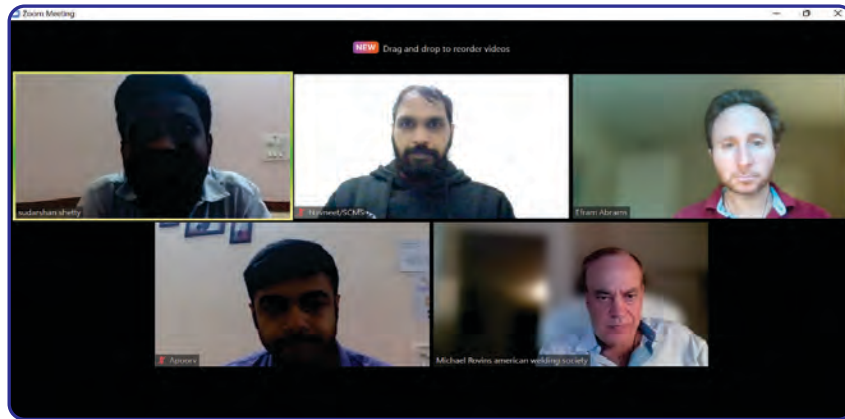 Zoom Meeting
NEW Drag and drop to reorder videos
sudarshan shetty
Navneet/SCMS
Efraim Abrams
Apoorv
Michael Rovins american welding society